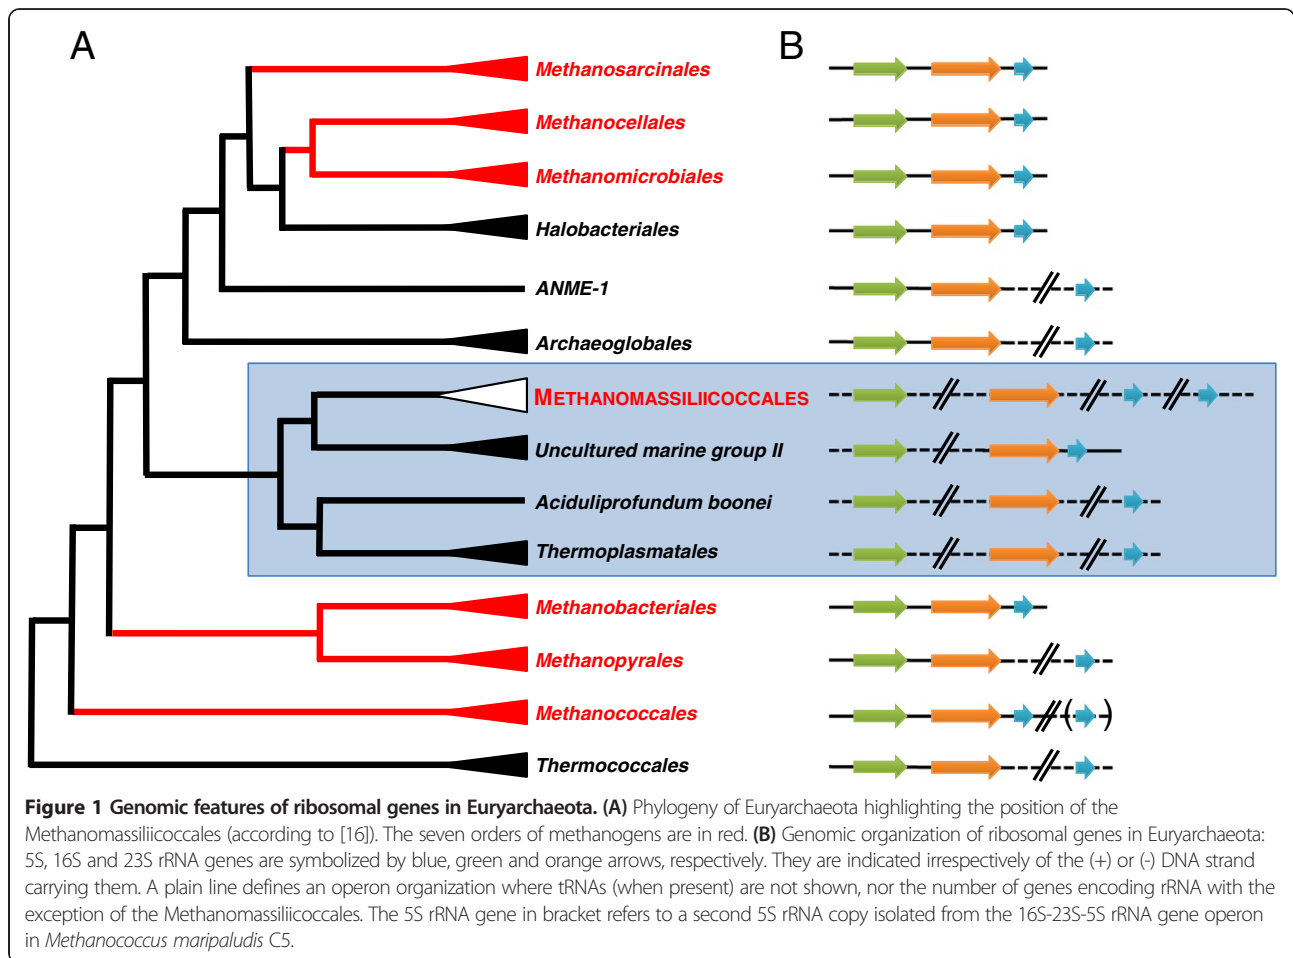 A
B
Methanosarcinales
Methanocellales
Methanomicrobiales
Halobacteriales
ANME-1
Archaeoglobales
METHANOMASSILIICOCCALES
Uncultured marine group II
Aciduliprofundum boonei
Thermoplasmatales
Methanobacteriales
Methanopyrales
Methanococcales
( )
Thermococcales
Figure 1 Genomic features of ribosomal genes in Euryarchaeota. (A) Phylogeny of Euryarchaeota highlighting the position of the
Methanomassiliicoccales (according to [16]). The seven orders of methanogens are in red. (B) Genomic organization of ribosomal genes in Euryarchaeota:
5S, 16S and 23S rRNA genes are symbolized by blue, green and orange arrows, respectively. They are indicated irrespectively of the (+) or (-) DNA strand
carrying them. A plain line defines an operon organization where tRNAs (when present) are not shown, nor the number of genes encoding rRNA with the
exception of the Methanomassiliicoccales. The 5S rRNA gene in bracket refers to a second 5S rRNA copy isolated from the 16S-23S-5S rRNA gene operon
in Methanococcus maripaludis C5.